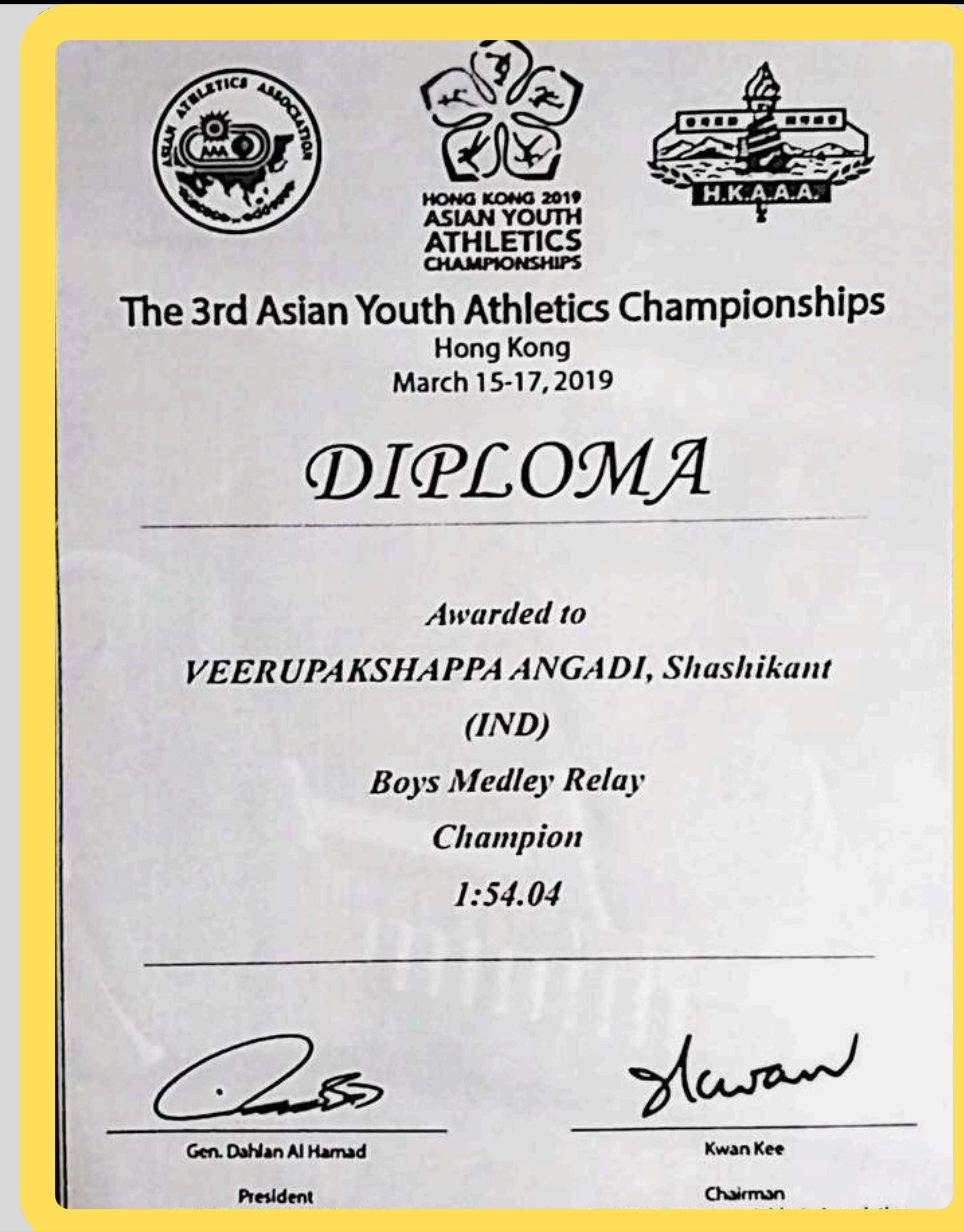 ASIAN ATHLETICS ASSOCIATION
HONG KONG 2019
ASIAN YOUTH
ATHLETICS
CHAMPIONSHIPS
H.K.A.A.A.
The 3rd Asian Youth Athletics Championships
Hong Kong
March 15-17, 2019
DIPLOMA
Awarded to
VEERUPAKSHAPPA ANGADI, Shashikant
(IND)
Boys Medley Relay
Champion
1:54.04
Gen. Dahlan Al Hamad
Kwan Kee
President
Chairman